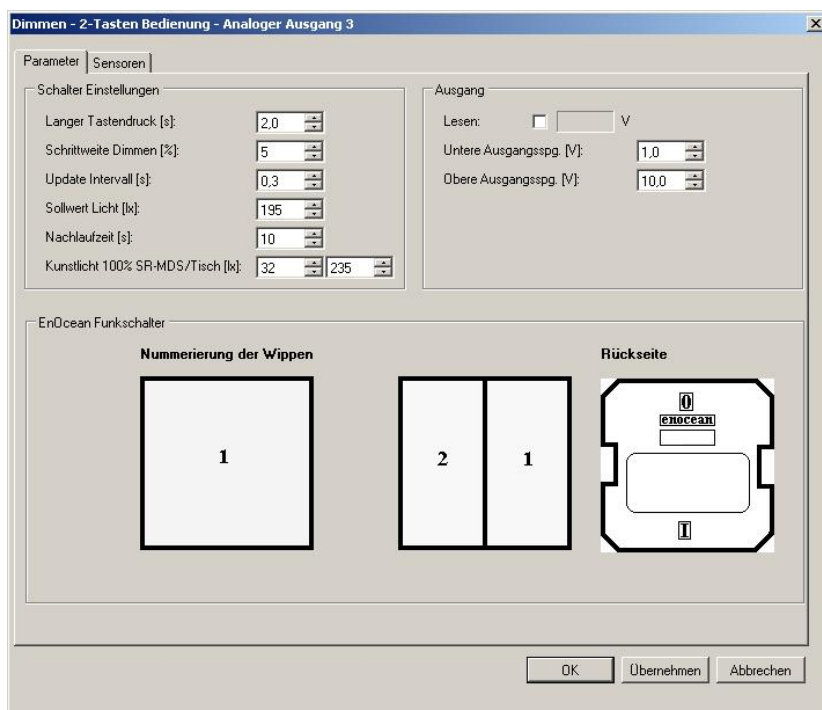 Dimmen - 2-Tasten Bedienung - Analoger Ausgang 3
Parameter
Sensoren
Schalter Einstellungen
Langer Tastendruck [s]: 2,0
Schrittweite Dimmen [%]: 5
Update Intervall [s]: 0,3
Sollwert Licht [lx]: 195
Nachlaufzeit [s]: 10
Kunstlicht 100% SR-MDS/Tisch [lx]: 32 235
Ausgang
Lesen: V
Untere Ausgangsspg. [V]: 1,0
Obere Ausgangsspg. [V]: 10,0
EnOcean Funkschalter
Nummerierung der Wippen
1
2 1
Rückseite
0
enocean
I
OK Übernehmen Abbrechen